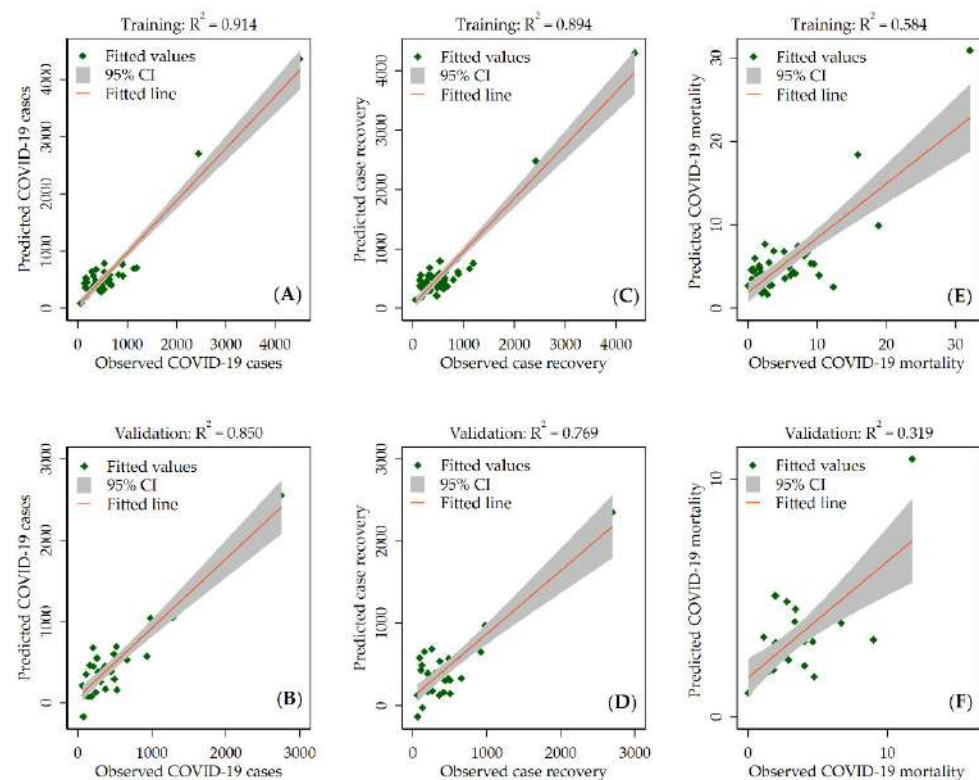 Training: R² = 0.914
Fitted values
95% CI
Fitted line
Predicted COVID-19 cases
0 1000 2000 3000 4000
0 1000 2000 3000 4000
(A)
Observed COVID-19 cases
Training: R² = 0.894
Fitted values
95% CI
Fitted line
Predicted case recovery
0 1000 2000 3000 4000
0 1000 2000 3000 4000
(C)
Observed case recovery
Training: R² = 0.584
Fitted values
95% CI
Fitted line
Predicted COVID-19 mortality
0 10 20 30
0 10 20 30
(E)
Observed COVID-19 mortality
Validation: R² = 0.850
Fitted values
95% CI
Fitted line
Predicted COVID-19 cases
0 1000 2000 3000
0 1000 2000 3000
(B)
Observed COVID-19 cases
Validation: R² = 0.769
Fitted values
95% CI
Fitted line
Predicted case recovery
0 1000 2000 3000
0 1000 2000 3000
(D)
Observed case recovery
Validation: R² = 0.319
Fitted values
95% CI
Fitted line
Predicted COVID-19 mortality
0 10
0 10
(F)
Observed COVID-19 mortality